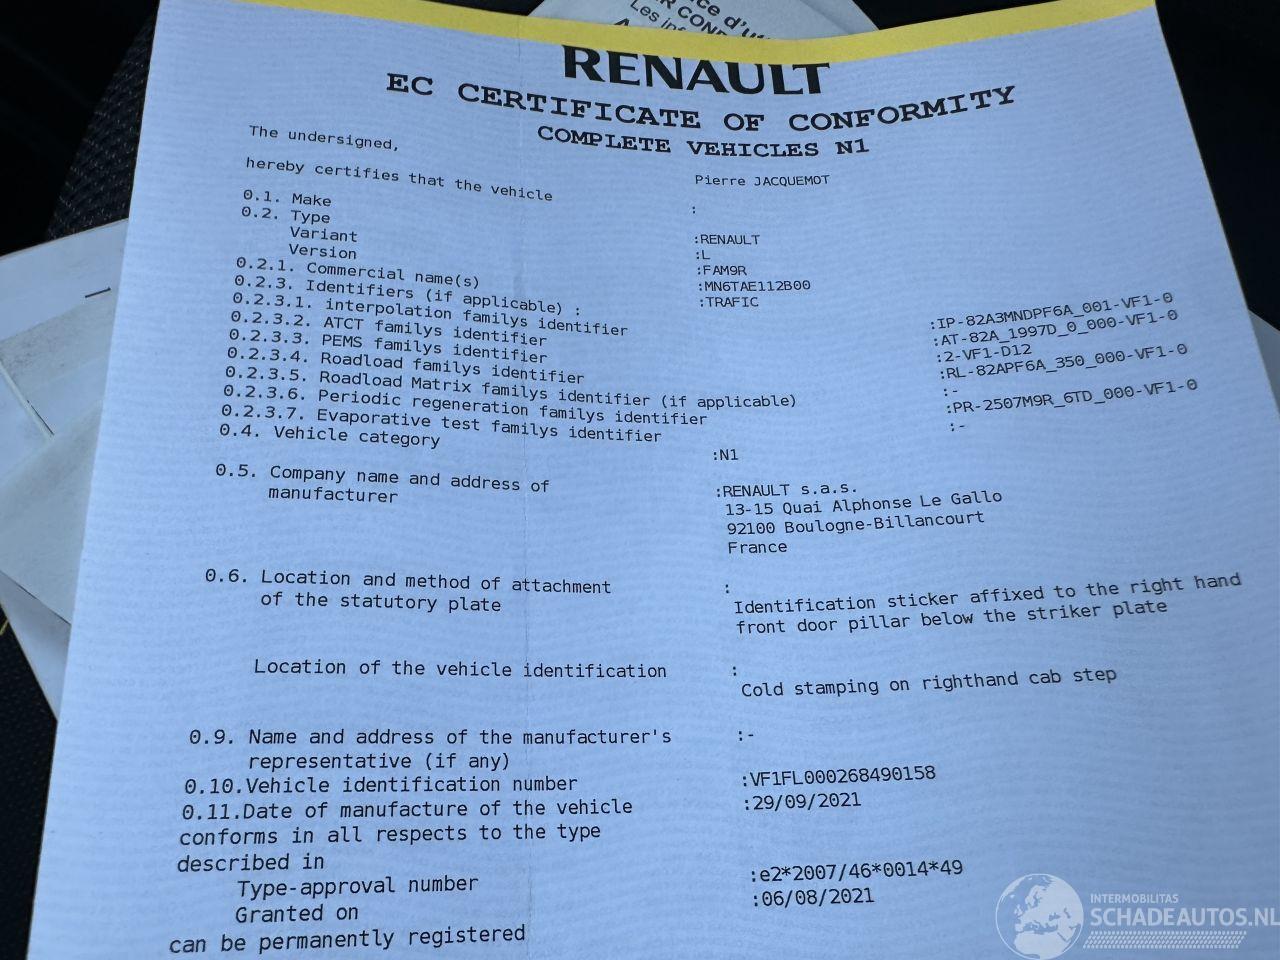 ce d'u
R COND
Les inf
RENAULT
EC CERTIFICATE OF CONFORMITY
COMPLETE VEHICLES N1
The undersigned,
Pierre JACQUEMOT
hereby certifies that the vehicle :
0.1. Make :RENAULT
0.2. Type :L
Variant :FAM9R
Version :MN6TAE112B00
0.2.1. Commercial name(s) :TRAFIC
0.2.3. Identifiers (if applicable) :
0.2.3.1. interpolation familys identifier :IP-82A3MNDPF6A_001-VF1-0
0.2.3.2. ATCT familys identifier :AT-82A_1997D_0_000-VF1-0
0.2.3.3. PEMS familys identifier :2-VF1-D12
0.2.3.4. Roadload familys identifier :RL-82APF6A_350_000-VF1-0
0.2.3.5. Roadload Matrix familys identifier (if applicable) :-
0.2.3.6. Periodic regeneration familys identifier :PR-2507M9R_6TD_000-VF1-0
0.2.3.7. Evaporative test familys identifier :-
0.4. Vehicle category :N1
0.5. Company name and address of :RENAULT s.a.s.
manufacturer 13-15 Quai Alphonse Le Gallo
92100 Boulogne-Billancourt
France
0.6. Location and method of attachment :
of the statutory plate Identification sticker affixed to the right hand
front door pillar below the striker plate
Location of the vehicle identification :
Cold stamping on righthand cab step
0.9. Name and address of the manufacturer's :-
representative (if any)
0.10.Vehicle identification number :VF1FL000268490158
0.11.Date of manufacture of the vehicle :29/09/2021
conforms in all respects to the type
described in
Type-approval number :e2*2007/46*0014*49
Granted on :06/08/2021
can be permanently registered
INTERMOBILITAS
SCHADEAUTOS.NL